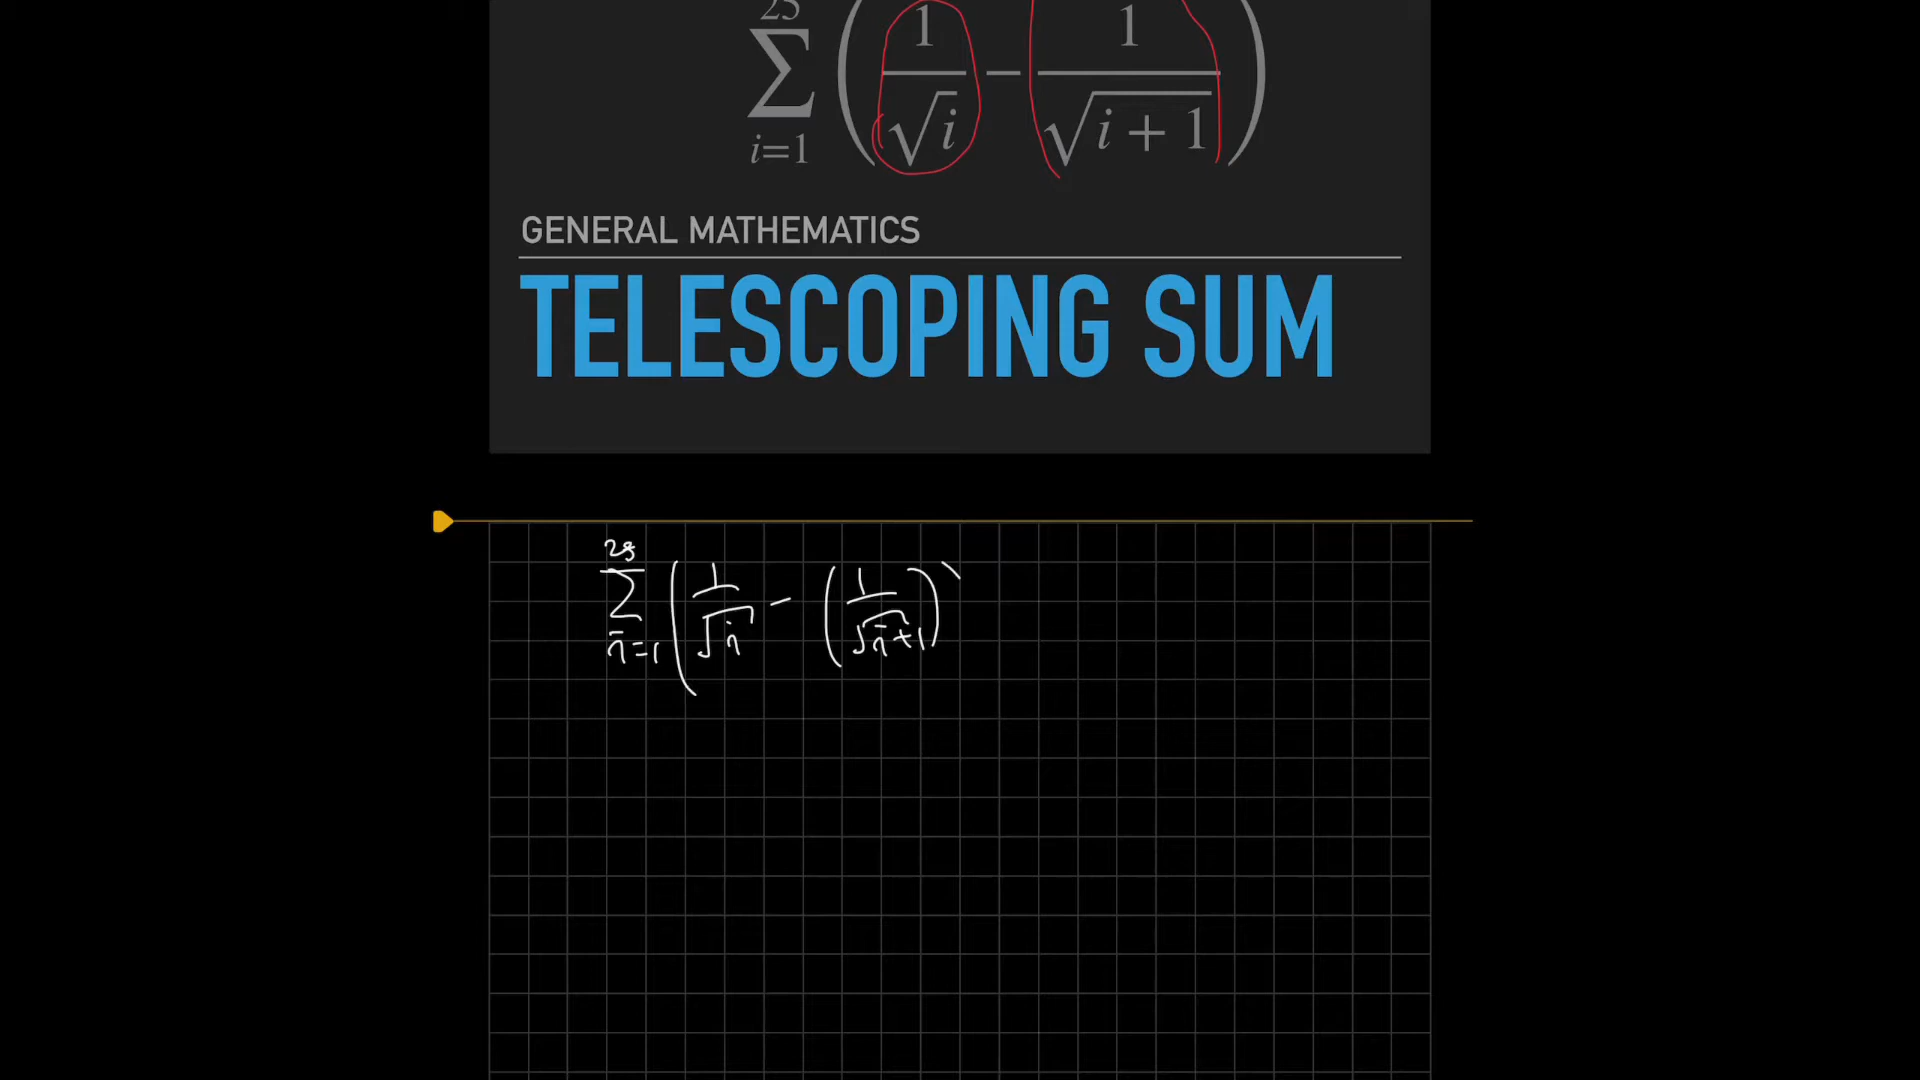 25
∑ ( 1/√i − 1/√(i + 1) )
i=1
GENERAL MATHEMATICS
TELESCOPING SUM
25
∑ ( 1/√i − ( 1/√i+1 ) )
i=1